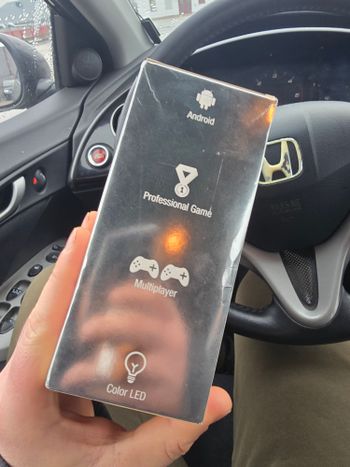 Android
Professional Game
Multiplayer
Color LED